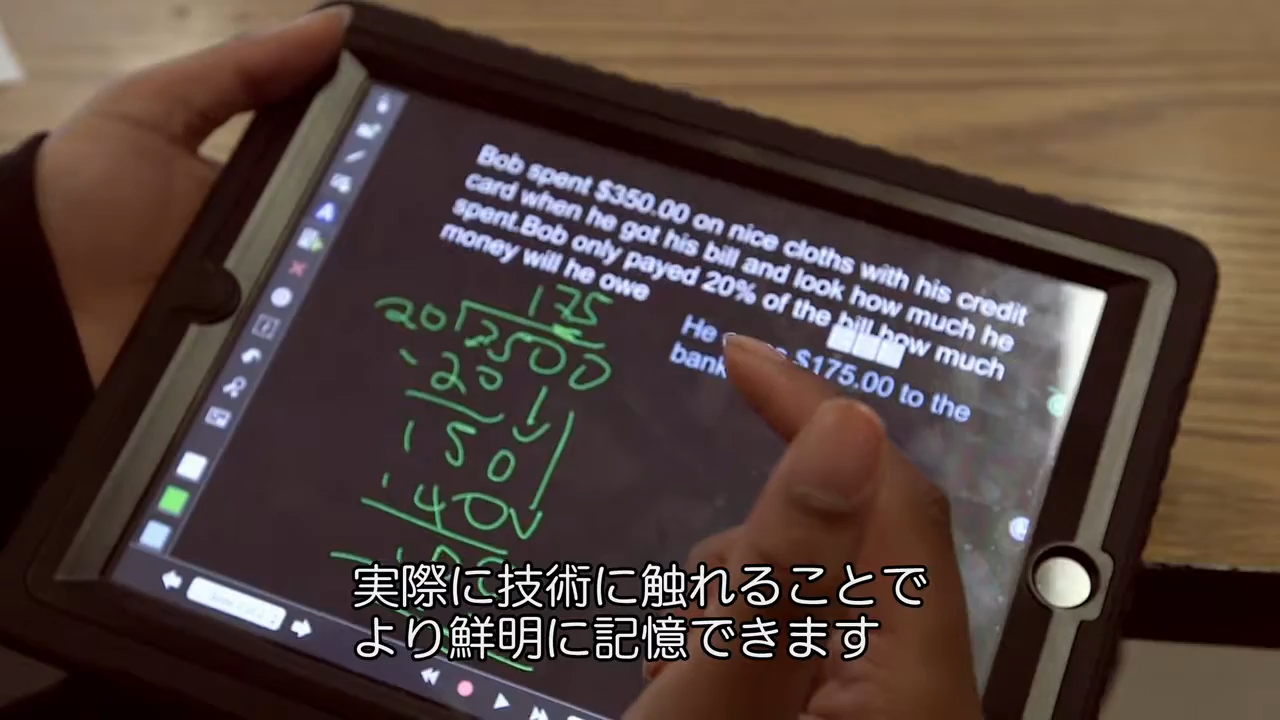 Bob spent $350.00 on nice cloths with his credit
card when he got his bill and look how much he
spent.Bob only payed 20% of the bill how much
money will he owe
He $175.00 to the
bank
175
20
3500
20
150
140
実際に技術に触れることで
より鮮明に記憶できます